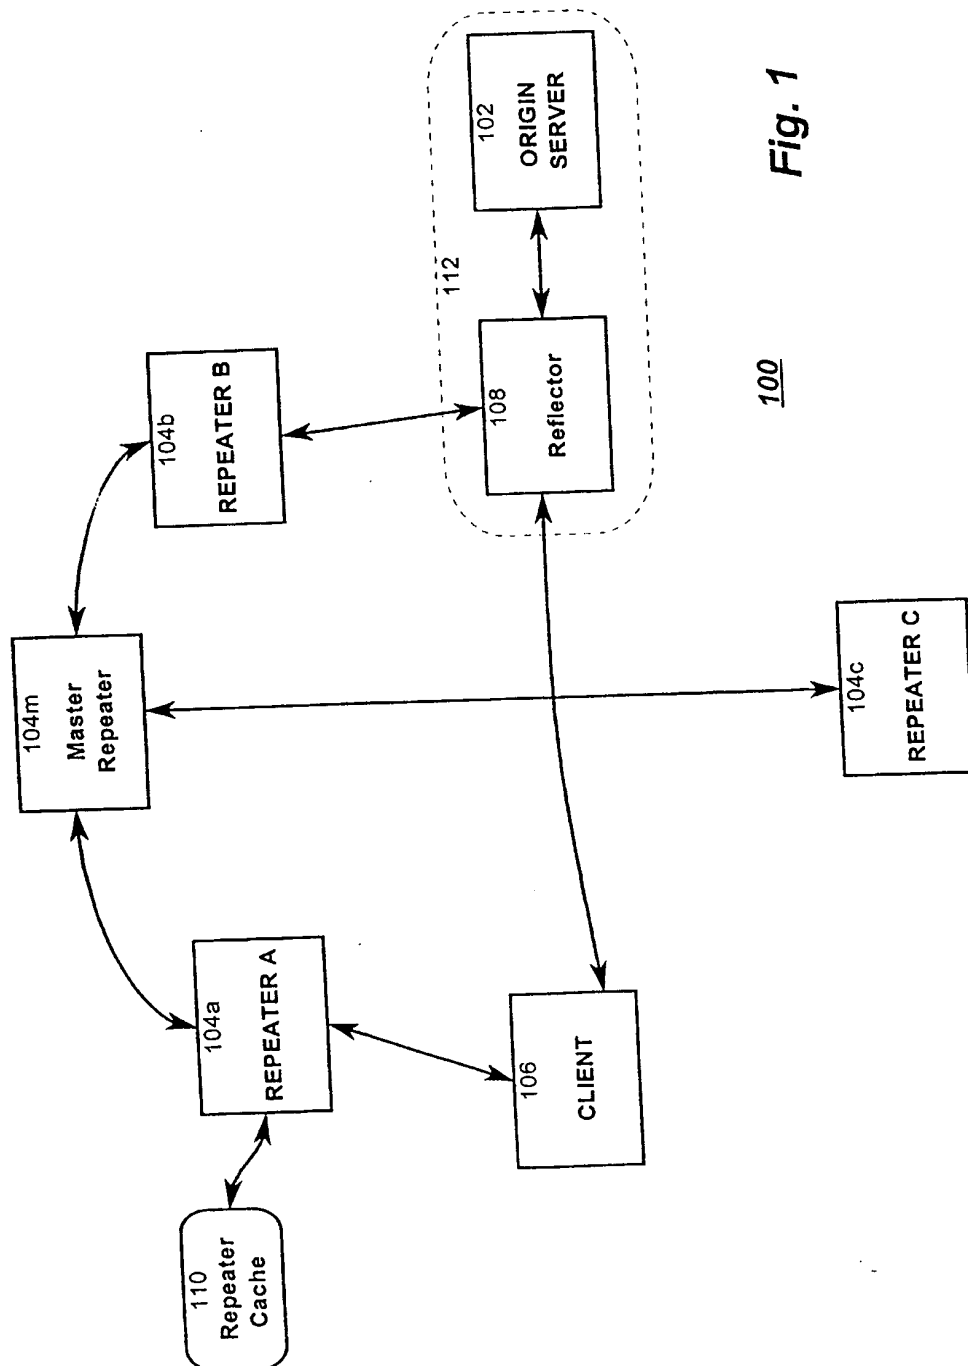 110
Repeater
Cache
104a
REPEATER A
106
CLIENT
104m
Master
Repeater
104b
REPEATER B
104c
REPEATER C
112
108
Reflector
102
ORIGIN
SERVER
100
Fig. 1